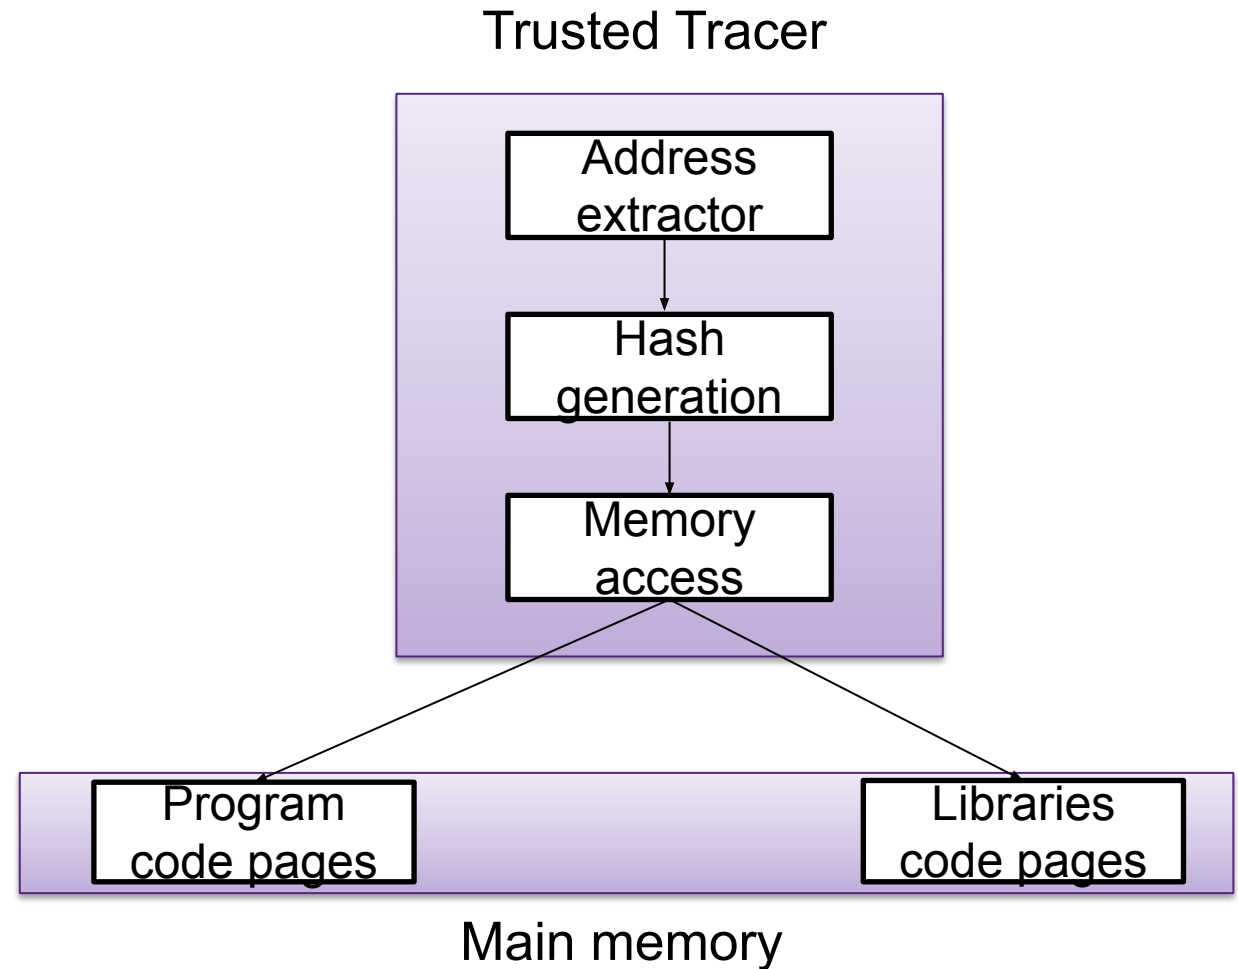 Trusted Tracer
Address
extractor
Hash
generation
Memory
access
Program
code pages
Libraries
code pages
Main memory